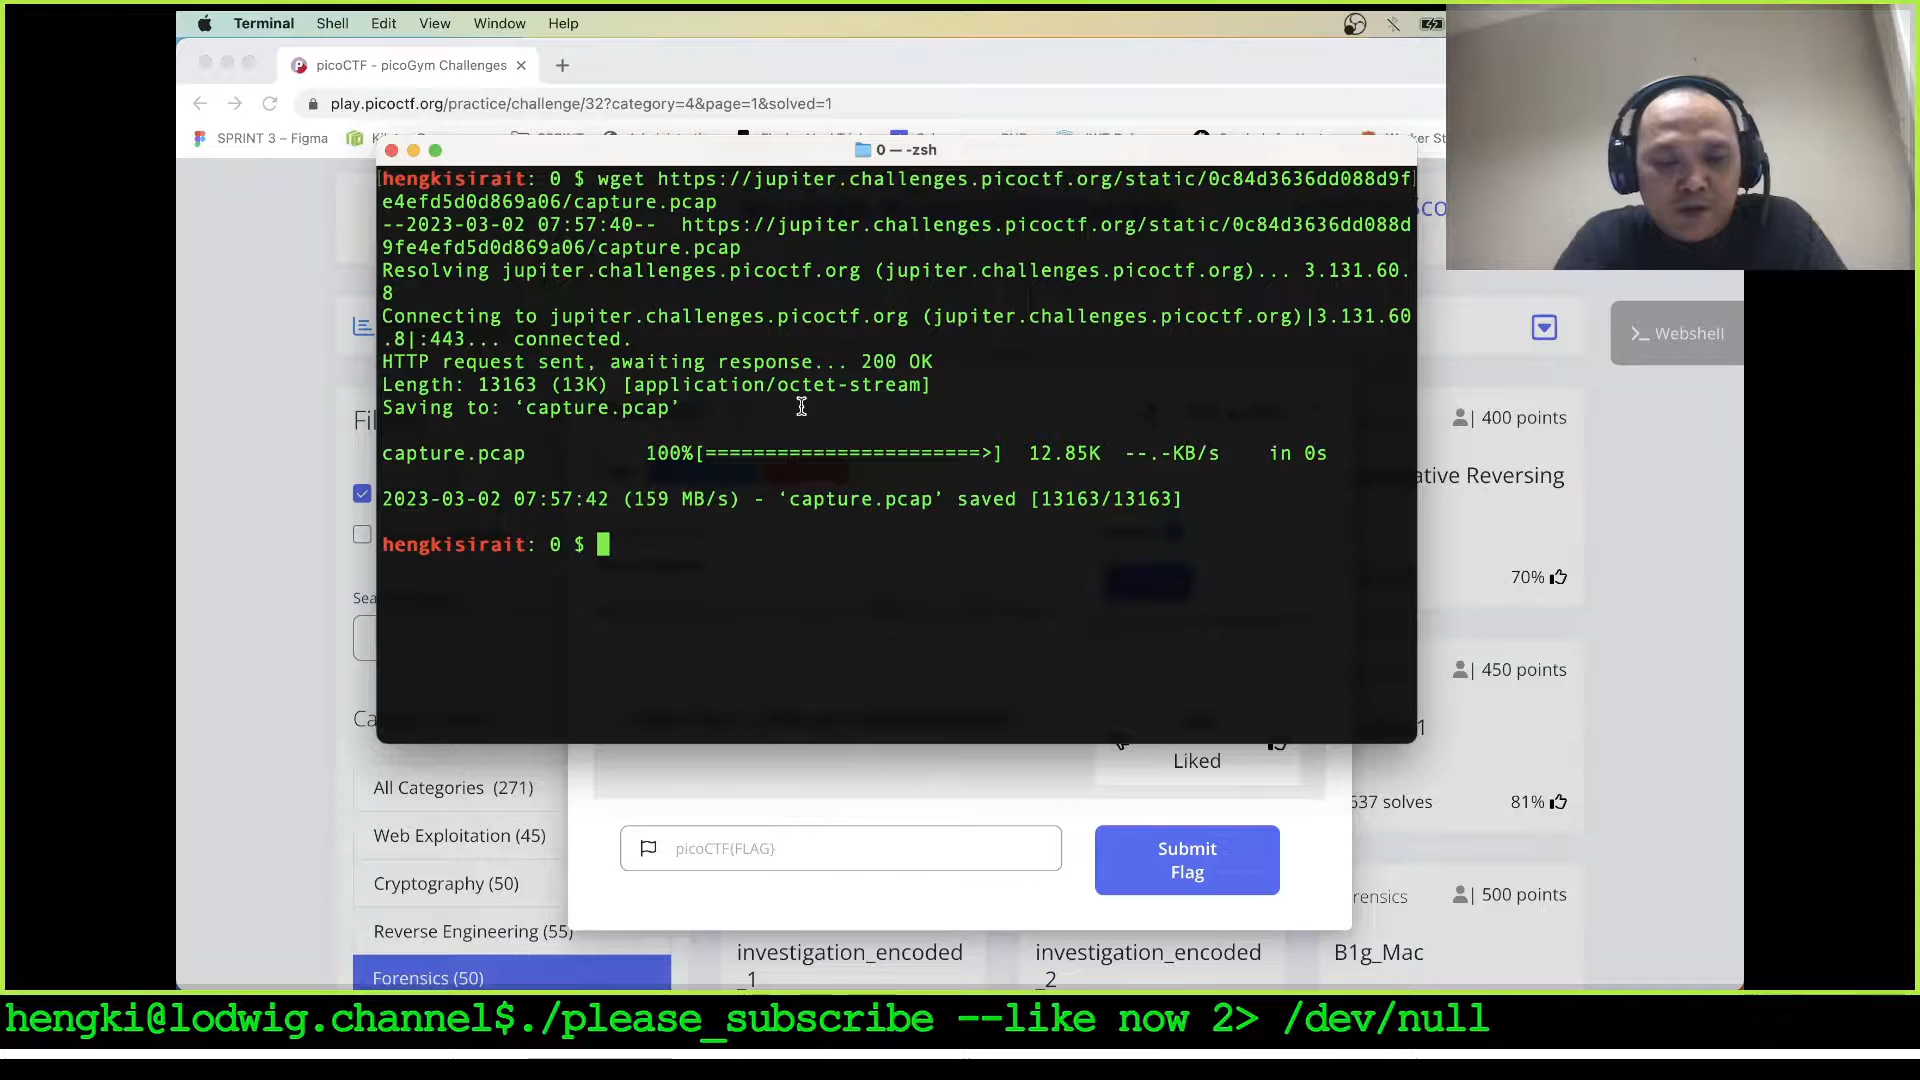 Terminal Shell Edit View Window Help
picoCTF - picoGym Challenges
play.picoctf.org/practice/challenge/32?category=4&page=1&solved=1
SPRINT 3 – Figma
0 — -zsh
hengkisirait: 0 $ wget https://jupiter.challenges.picoctf.org/static/0c84d3636dd088d9f
e4efd5d0d869a06/capture.pcap
--2023-03-02 07:57:40-- https://jupiter.challenges.picoctf.org/static/0c84d3636dd088d
9fe4efd5d0d869a06/capture.pcap
Resolving jupiter.challenges.picoctf.org (jupiter.challenges.picoctf.org)... 3.131.60.
8
Connecting to jupiter.challenges.picoctf.org (jupiter.challenges.picoctf.org)|3.131.60
.8|:443... connected.
HTTP request sent, awaiting response... 200 OK
Length: 13163 (13K) [application/octet-stream]
Saving to: ‘capture.pcap’
capture.pcap 100%[=======================>] 12.85K --.-KB/s in 0s
2023-03-02 07:57:42 (159 MB/s) - ‘capture.pcap’ saved [13163/13163]
hengkisirait: 0 $
Webshell
| 400 points
ative Reversing
70%
| 450 points
1
637 solves 81%
Liked
All Categories (271)
Web Exploitation (45)
Cryptography (50)
Reverse Engineering (55)
Forensics (50)
picoCTF{FLAG}
Submit
Flag
rensics | 500 points
investigation_encoded
_1
investigation_encoded
_2
B1g_Mac
hengki@lodwig.channel$./please_subscribe --like now 2> /dev/null